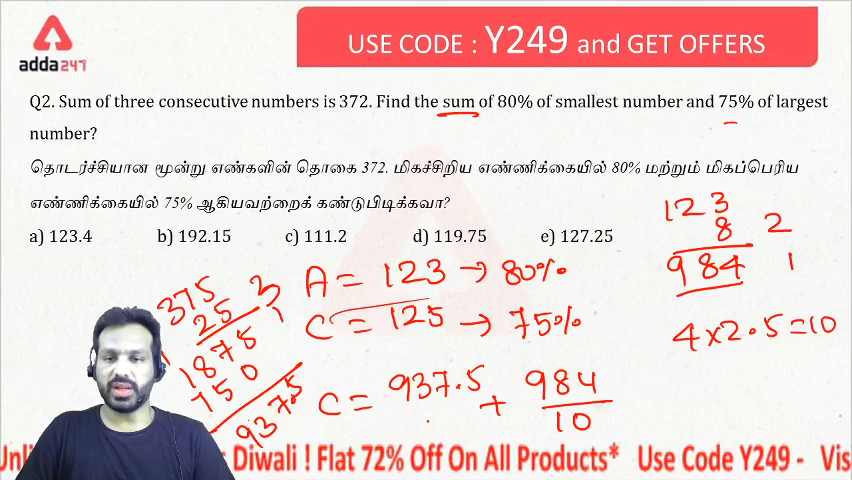 adda247
USE CODE : Y249 and GET OFFERS
Q2. Sum of three consecutive numbers is 372. Find the sum of 80% of smallest number and 75% of largest
number?
தொடர்ச்சியான மூன்று எண்களின் தொகை 372. மிகச்சிறிய எண்ணிக்கையில் 80% மற்றும் மிகப்பெரிய
எண்ணிக்கையில் 75% ஆகியவற்றைக் கண்டுபிடிக்கவா?
a) 123.4 b) 192.15 c) 111.2 d) 119.75 e) 127.25
123
8 2
984 1
4x2.5=10
A = 123 → 80%
C = 125 → 75%
C = 937.5 + 984
10
375 3
25 1
1875
750
937.5
Diwali ! Flat 72% Off On All Products* Use Code Y249 -